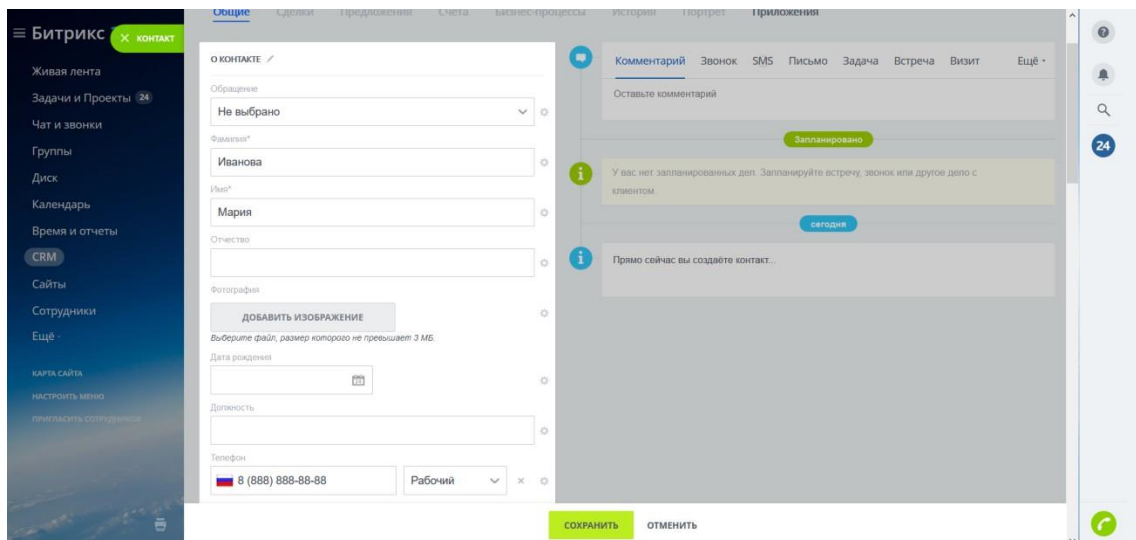 Общие Сделки Предложения Счета Бизнес-процессы История Портрет Приложения
Битрикс
× КОНТАКТ
Живая лента
Задачи и Проекты 24
Чат и звонки
Группы
Диск
Календарь
Время и отчеты
CRM
Сайты
Сотрудники
Ещё
КАРТА САЙТА
НАСТРОИТЬ МЕНЮ
ПРИГЛАСИТЬ СОТРУДНИКОВ
О КОНТАКТЕ
Обращение
Не выбрано
Фамилия*
Иванова
Имя*
Мария
Отчество
Фотография
ДОБАВИТЬ ИЗОБРАЖЕНИЕ
Выберите файл, размер которого не превышает 3 МБ.
Дата рождения
Должность
Телефон
8 (888) 888-88-88 Рабочий
Комментарий Звонок SMS Письмо Задача Встреча Визит Ещё
Оставьте комментарий
Запланировано
У вас нет запланированных дел. Запланируйте встречу, звонок или другое дело с
клиентом.
сегодня
Прямо сейчас вы создаёте контакт...
СОХРАНИТЬ ОТМЕНИТЬ
24